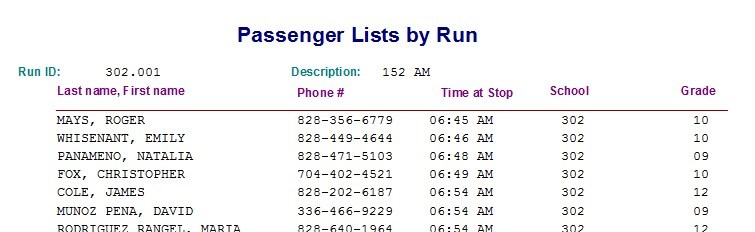 Passenger Lists by Run
Run ID: 302.001 Description: 152 AM
Last name, First name Phone # Time at Stop School Grade
MAYS, ROGER 828-356-6779 06:45 AM 302 10
WHISENANT, EMILY 828-449-4644 06:46 AM 302 10
PANAMENO, NATALIA 828-471-5103 06:48 AM 302 09
FOX, CHRISTOPHER 704-402-4521 06:49 AM 302 10
COLE, JAMES 828-202-6187 06:54 AM 302 12
MUNOZ PENA, DAVID 336-466-9229 06:54 AM 302 09
RODRIGUEZ RANGEL, MARIA 828-640-1964 06:54 AM 302 12